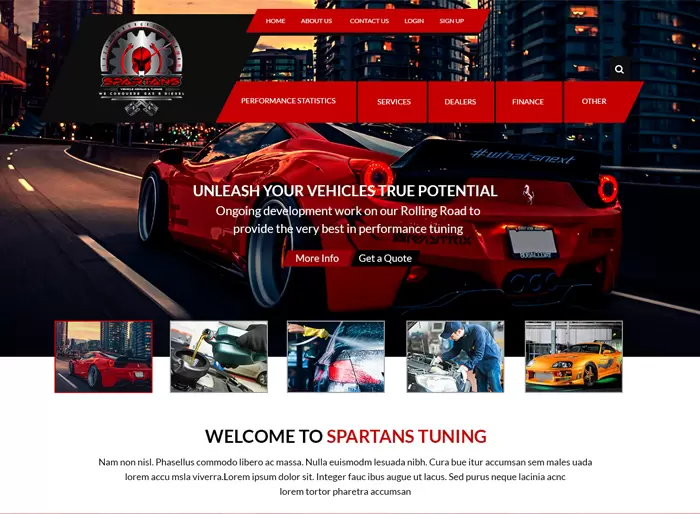 HOME ABOUT US CONTACT US LOGIN SIGN UP
SPARTANS
VEHICLE REPAIR & TUNING
WE CONQUERE GAS & DIESEL
PERFORMANCE STATISTICS SERVICES DEALERS FINANCE OTHER
#whatsnext
UNLEASH YOUR VEHICLES TRUE POTENTIAL
Ongoing development work on our Rolling Road to
provide the very best in performance tuning
More Info Get a Quote
WELCOME TO SPARTANS TUNING
Nam non nisl. Phasellus commodo libero ac massa. Nulla euismodm lesuada nibh. Cura bue itur accumsan sem males uada
lorem accu msla viverra.Lorem ipsum dolor sit. Integer fauc ibus augue ut lacus. Sed purus neque lacinia acnc
lorem tortor pharetra accumsan